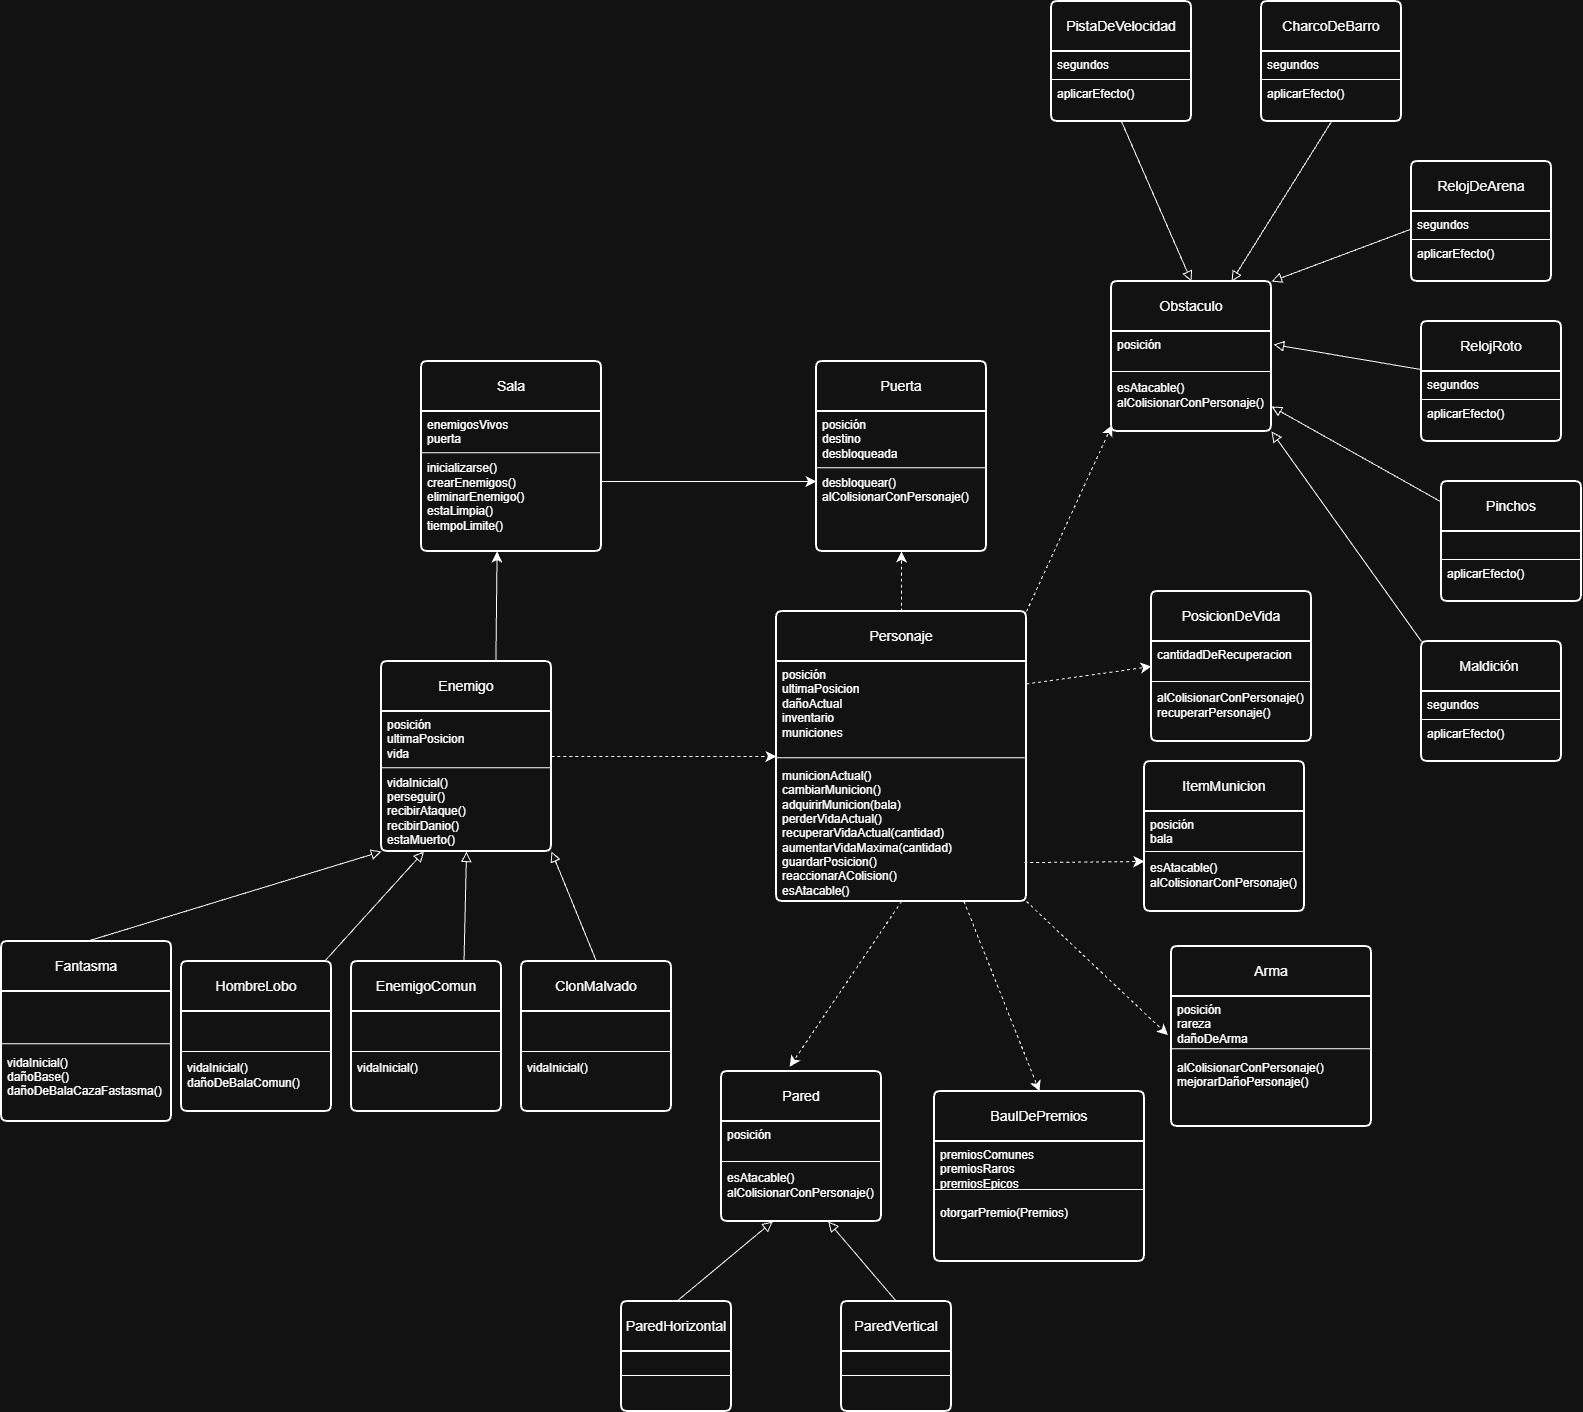 PistaDeVelocidad
segundos
aplicarEfecto()
CharcoDeBarro
segundos
aplicarEfecto()
RelojDeArena
segundos
aplicarEfecto()
Obstaculo
posición
esAtacable()
alColisionarConPersonaje()
RelojRoto
segundos
aplicarEfecto()
Sala
enemigosVivos
puerta
inicializarse()
crearEnemigos()
eliminarEnemigo()
estaLimpia()
tiempoLimite()
Puerta
posición
destino
desbloqueada
desbloquear()
alColisionarConPersonaje()
Pinchos
aplicarEfecto()
PosicionDeVida
cantidadDeRecuperacion
alColisionarConPersonaje()
recuperarPersonaje()
Personaje
posición
ultimaPosicion
dañoActual
inventario
municiones
municionActual()
cambiarMunicion()
adquirirMunicion(bala)
perderVidaActual()
recuperarVidaActual(cantidad)
aumentarVidaMaxima(cantidad)
guardarPosicion()
reaccionarAColision()
esAtacable()
Maldición
segundos
aplicarEfecto()
Enemigo
posición
ultimaPosicion
vida
vidaInicial()
perseguir()
recibirAtaque()
recibirDanio()
estaMuerto()
ItemMunicion
posición
bala
esAtacable()
alColisionarConPersonaje()
Fantasma
vidaInicial()
dañoBase()
dañoDeBalaCazaFastasma()
HombreLobo
vidaInicial()
dañoDeBalaComun()
EnemigoComun
vidaInicial()
ClonMalvado
vidaInicial()
Arma
posición
rareza
dañoDeArma
alColisionarConPersonaje()
mejorarDañoPersonaje()
Pared
posición
esAtacable()
alColisionarConPersonaje()
BaulDePremios
premiosComunes
premiosRaros
premiosEpicos
otorgarPremio(Premios)
ParedHorizontal
ParedVertical